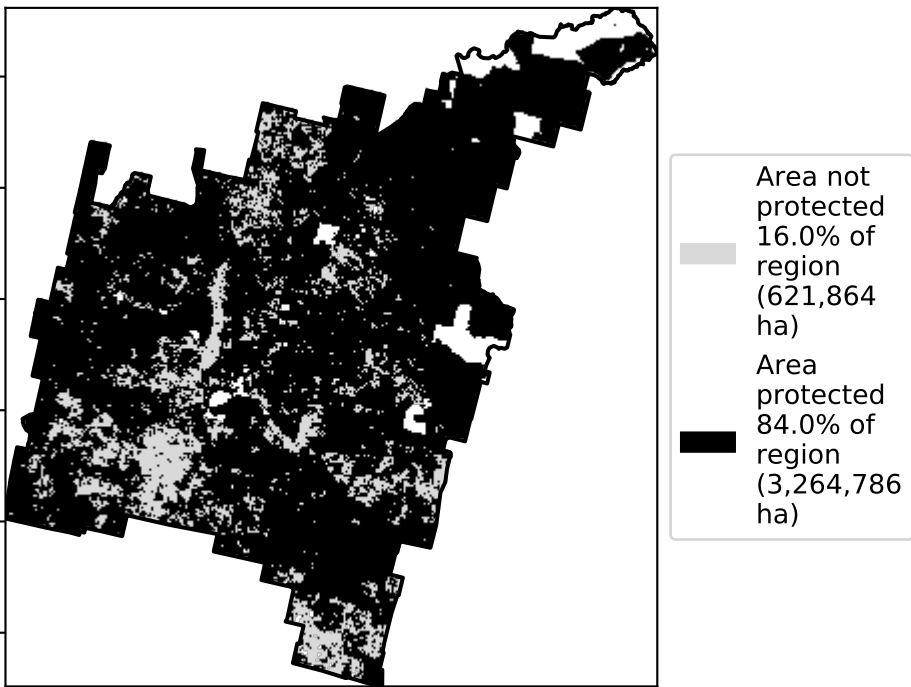 Area not
protected
16.0% of
region
(621,864
ha)
Area
protected
84.0% of
region
(3,264,786
ha)